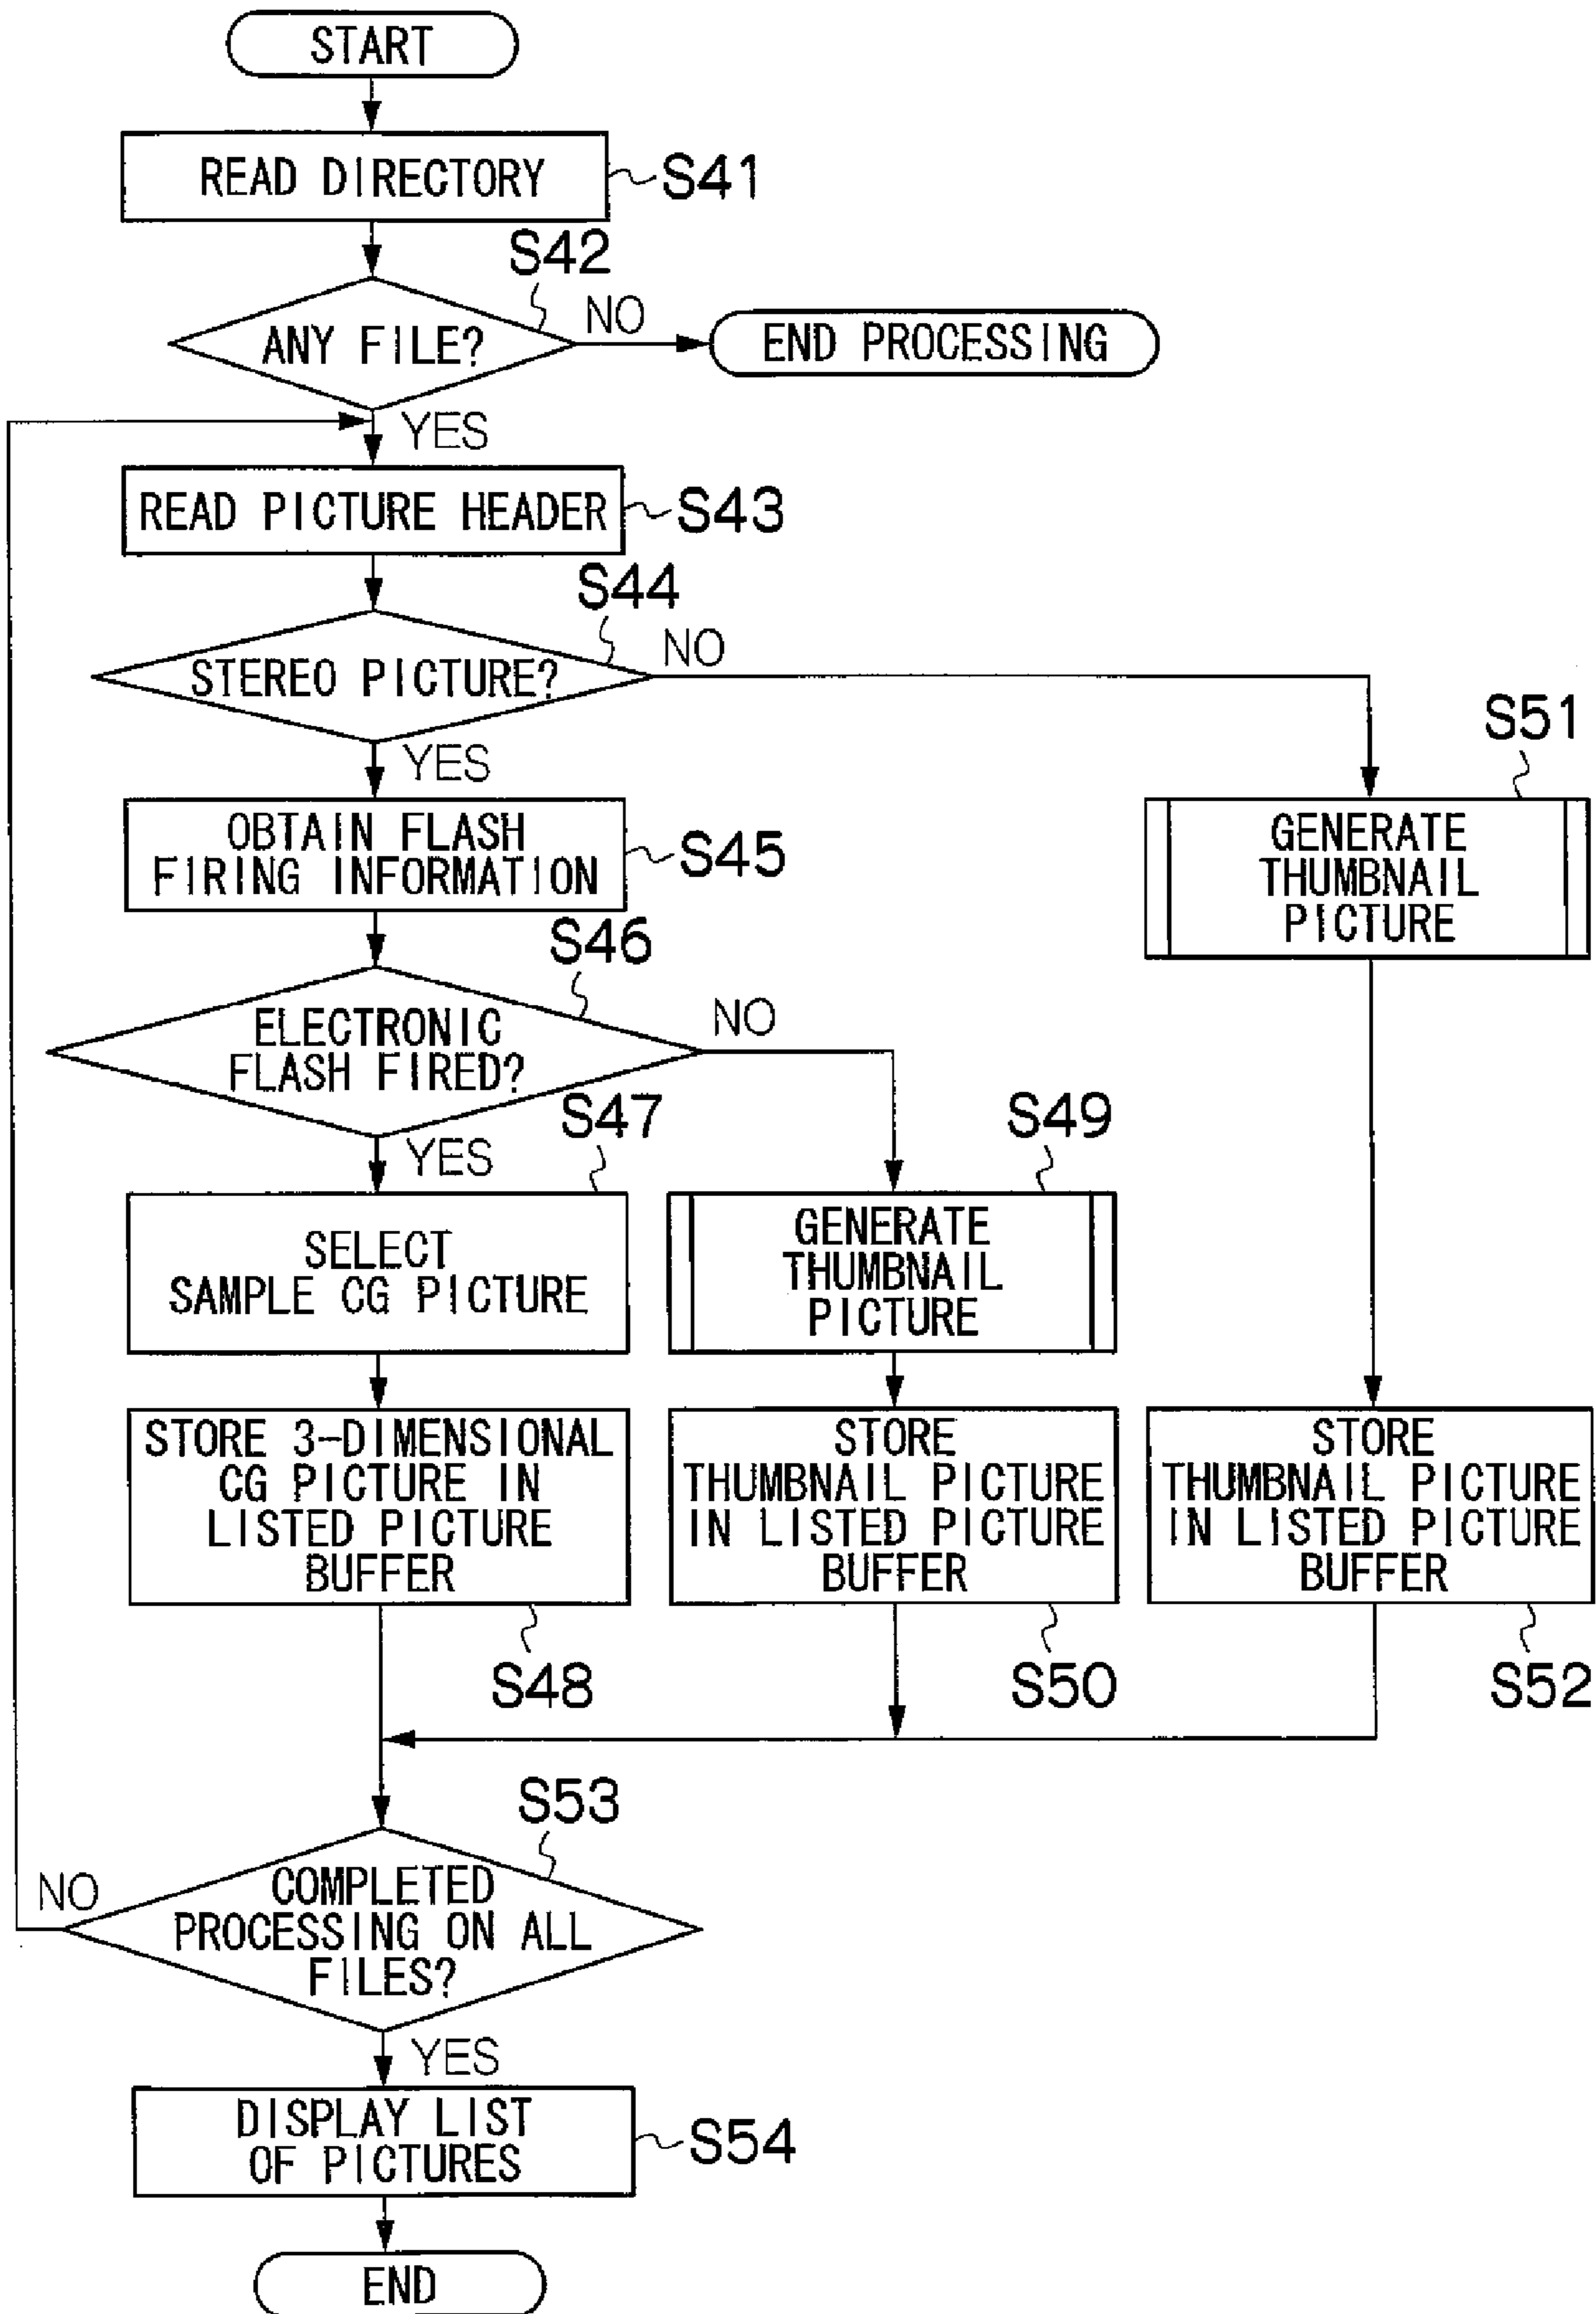 START
READ DIRECTORY
S41
S42
ANY FILE?
NO
END PROCESSING
YES
READ PICTURE HEADER
S43
S44
STEREO PICTURE?
NO
YES
S51
OBTAIN FLASH
FIRING INFORMATION
S45
GENERATE
THUMBNAIL
PICTURE
S46
ELECTRONIC
FLASH FIRED?
NO
YES
S47
S49
SELECT
SAMPLE CG PICTURE
GENERATE
THUMBNAIL
PICTURE
STORE 3-DIMENSIONAL
CG PICTURE IN
LISTED PICTURE
BUFFER
STORE
THUMBNAIL PICTURE
IN LISTED PICTURE
BUFFER
STORE
THUMBNAIL PICTURE
IN LISTED PICTURE
BUFFER
S48
S50
S52
S53
COMPLETED
PROCESSING ON ALL
FILES?
NO
YES
DISPLAY LIST
OF PICTURES
S54
END